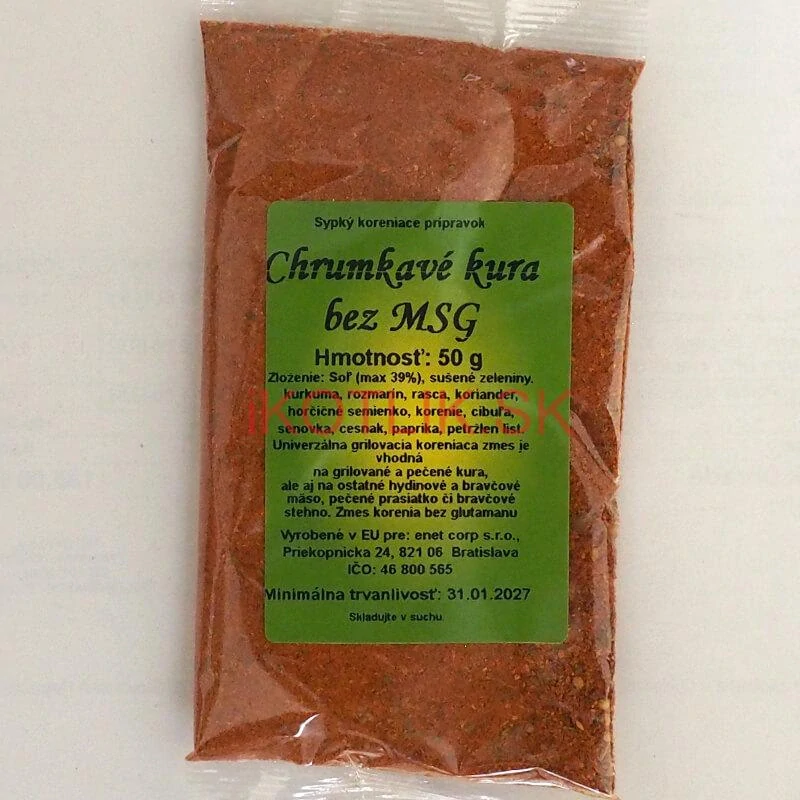 Sypký koreniace prípravok
Chrumkavé kura
bez MSG
Hmotnosť: 50 g
Zloženie: Soľ (max 39%), sušené zeleniny.
kurkuma, rozmarín, rasca, koriander,
horčičné semienko, korenie, cibuľa,
senovka, cesnak, paprika, petržlen list.
Univerzálna grilovacia koreniaca zmes je
vhodná
na grilované a pečené kura,
ale aj na ostatné hydinové a bravčové
mäso, pečené prasiatko či bravčové
stehno. Zmes korenia bez glutamanu
Vyrobené v EU pre: enet corp s.r.o.,
Priekopnicka 24, 821 06 Bratislava
IČO: 46 800 565
Minimálna trvanlivosť: 31.01.2027
Skladujte v suchu